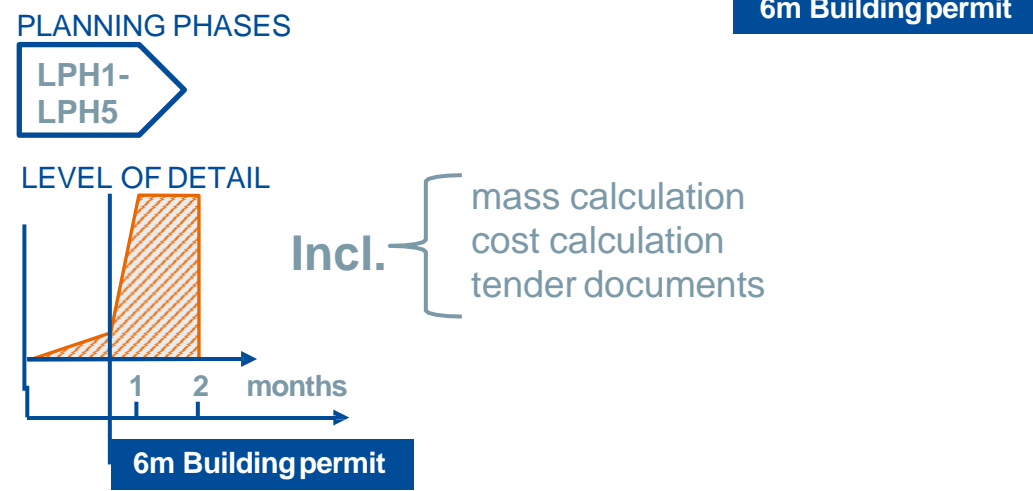 6m Building permit
PLANNING PHASES
LPH1-
LPH5
LEVEL OF DETAIL
Incl.
mass calculation
cost calculation
tender documents
1 2 months
6m Building permit